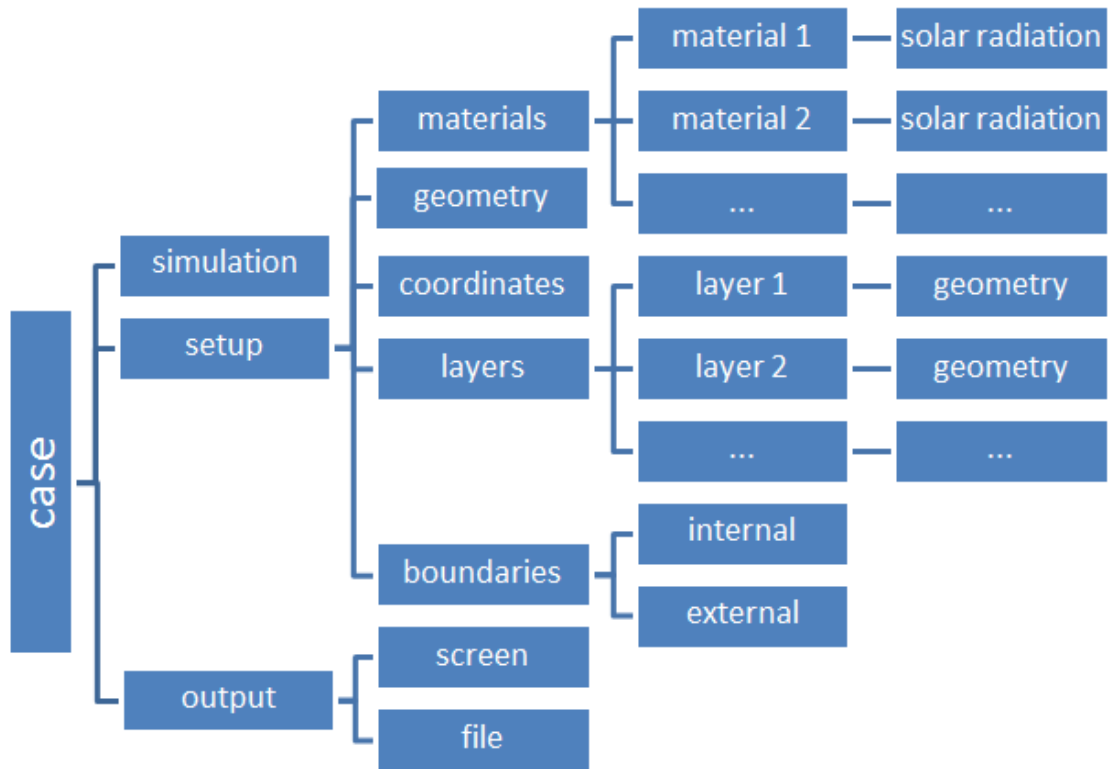 material 1
solar radiation
materials
material 2
solar radiation
geometry
...
...
simulation
coordinates
layer 1
geometry
setup
layers
layer 2
geometry
case
...
...
internal
boundaries
external
screen
output
file